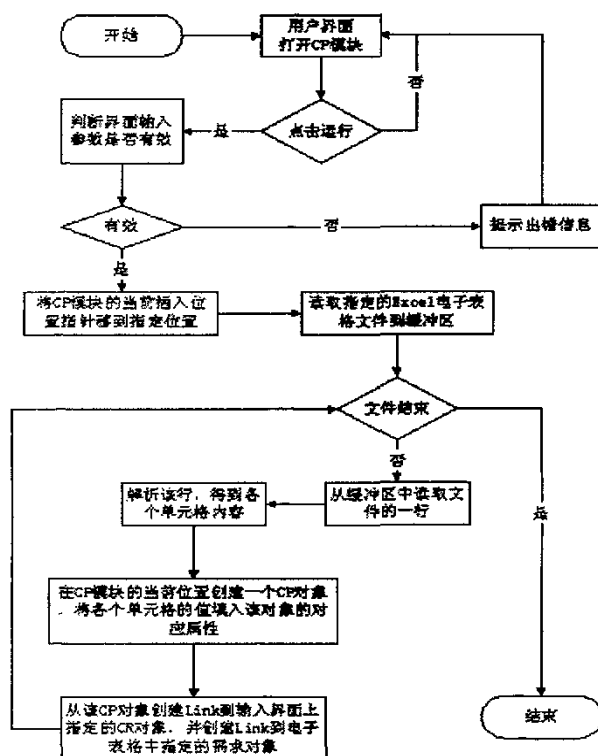 开始
用户界面
打开CP模块
否
点击运行
是
判断界面输入
参数是否有效
有效
否
提示出错信息
是
将CP模块的当前插入位
置指针移到指定位置
读取指定的Excel电子表
格文件到缓冲区
文件结束
否
是
解析该行，得到各
个单元格内容
从缓冲区中读取文
件的一行
在CP模块的当前位置创建一个CP对象
，将各个单元格的值填入该对象的对
应属性
从该CP对象创建Link到输入界面上
指定的CR对象，并创建Link到电子
表格中指定的需求对象
结束